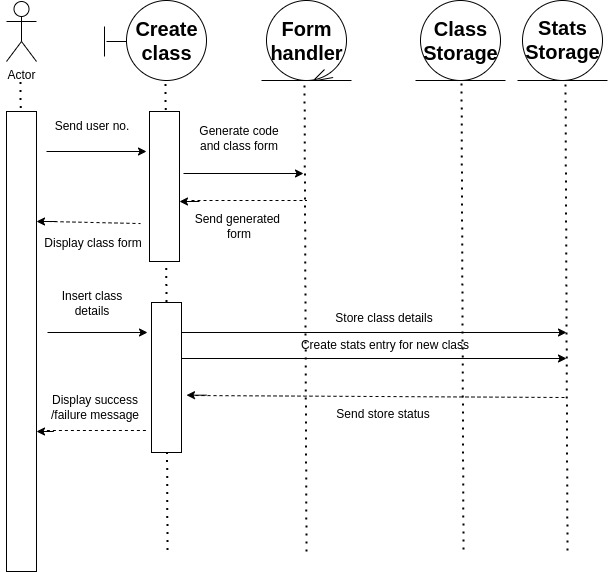 Create
class
Form
handler
Class
Storage
Stats
Storage
Actor
Send user no.
Generate code
and class form
Send generated
form
Display class form
Insert class
details
Store class details
Create stats entry for new class
Display success
/failure message
Send store status